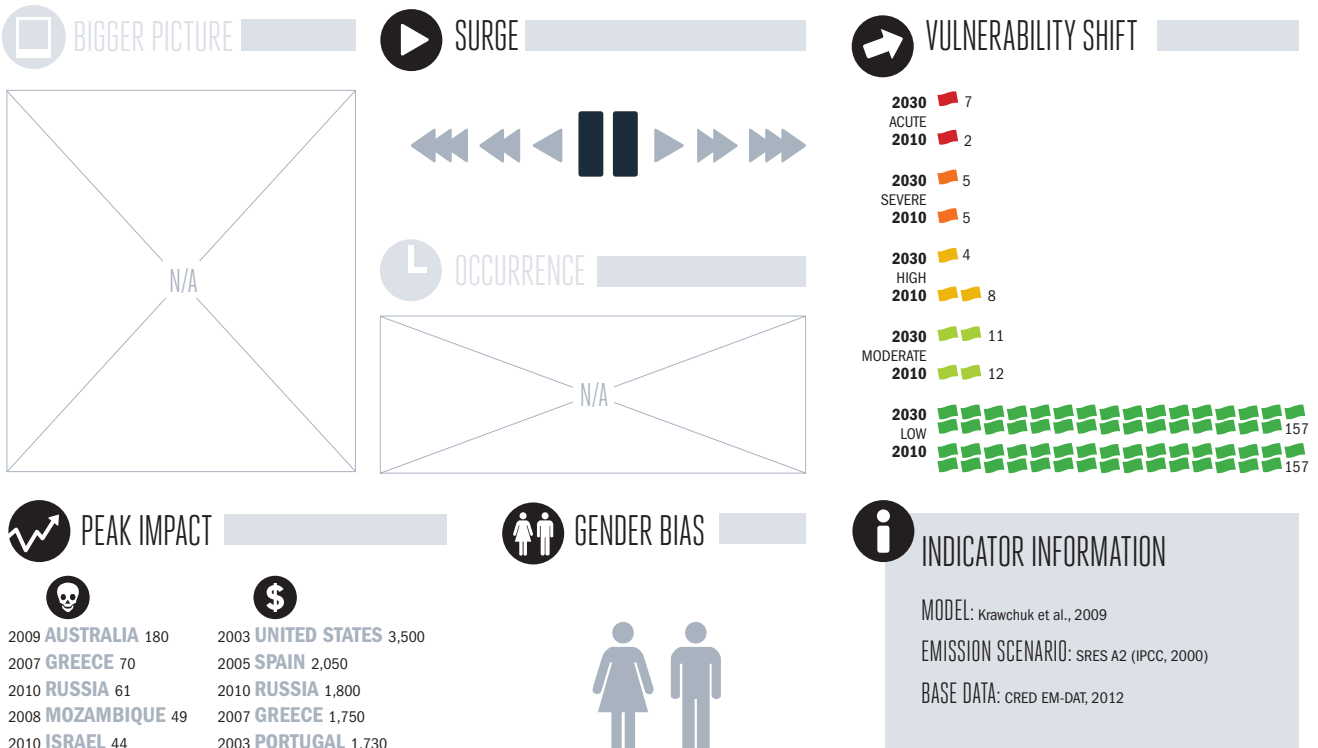 BIGGER PICTURE
N/A
SURGE
OCCURRENCE
N/A
VULNERABILITY SHIFT
2030 7
ACUTE
2010 2
2030 5
SEVERE
2010 5
2030 4
HIGH
2010 8
2030 11
MODERATE
2010 12
2030 157
LOW
2010 157
PEAK IMPACT
$
2009 AUSTRALIA 180
2007 GREECE 70
2010 RUSSIA 61
2008 MOZAMBIQUE 49
2010 ISRAEL 44
2003 UNITED STATES 3,500
2005 SPAIN 2,050
2010 RUSSIA 1,800
2007 GREECE 1,750
2003 PORTUGAL 1,730
GENDER BIAS
INDICATOR INFORMATION
MODEL: Krawchuk et al., 2009
EMISSION SCENARIO: SRES A2 (IPCC, 2000)
BASE DATA: CRED EM-DAT, 2012